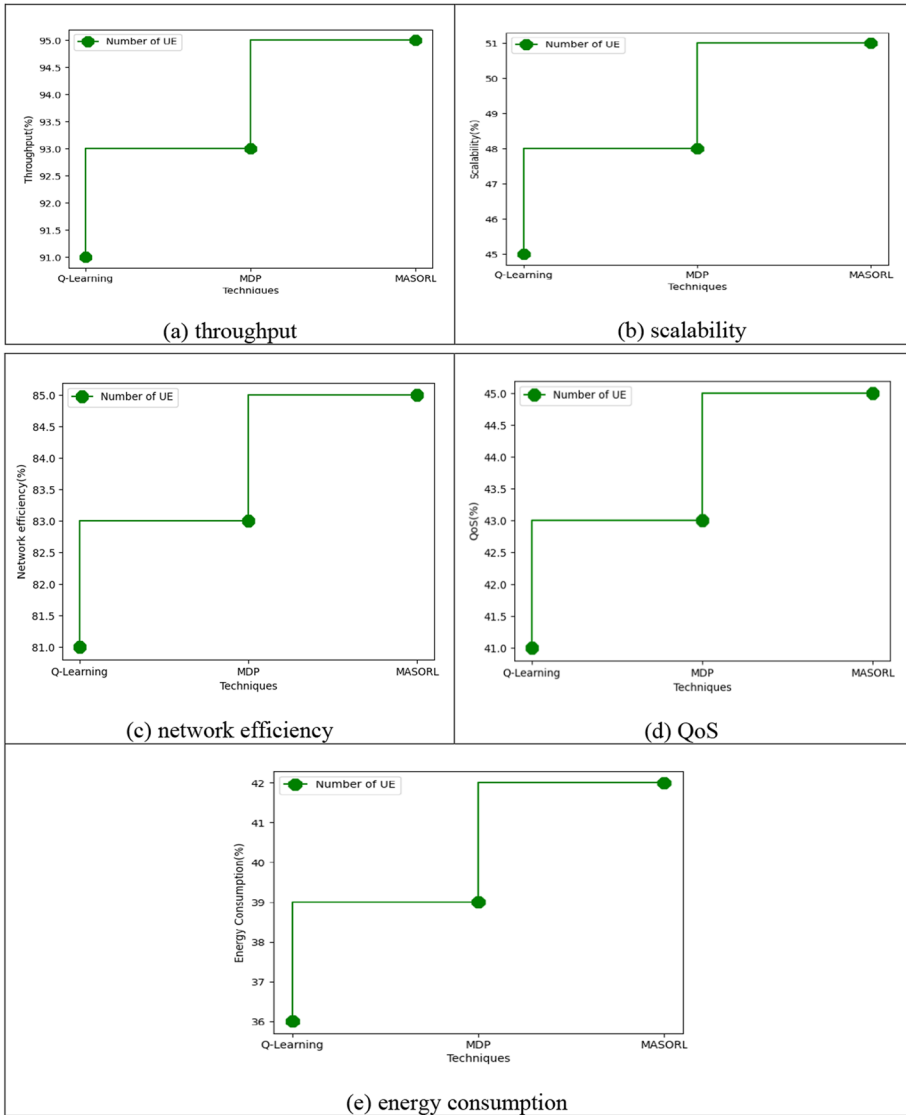 Number of UE
95.0
94.5
94.0
93.5
93.0
92.5
92.0
91.5
91.0
Throughput(%)
Q-Learning MDP MASORL
Techniques
(a) throughput
Number of UE
51
50
49
48
47
46
45
Scalability(%)
Q-Learning MDP MASORL
Techniques
(b) scalability
Number of UE
85.0
84.5
84.0
83.5
83.0
82.5
82.0
81.5
81.0
Network efficiency(%)
Q-Learning MDP MASORL
Techniques
(c) network efficiency
Number of UE
45.0
44.5
44.0
43.5
43.0
42.5
42.0
41.5
41.0
QoS(%)
Q-Learning MDP MASORL
Techniques
(d) QoS
Number of UE
42
41
40
39
38
37
36
Energy Consumption(%)
Q-Learning MDP MASORL
Techniques
(e) energy consumption